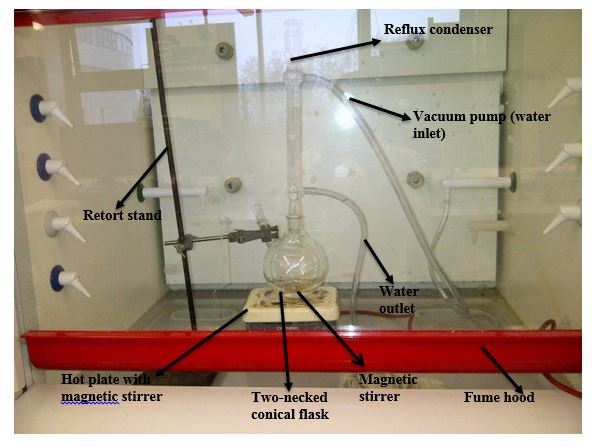 Reflux condenser
Vacuum pump (water
inlet)
Retort stand
Water
outlet
Hot plate with
magnetic stirrer
Two-necked
conical flask
Magnetic
stirrer
Fume hood
CORNING